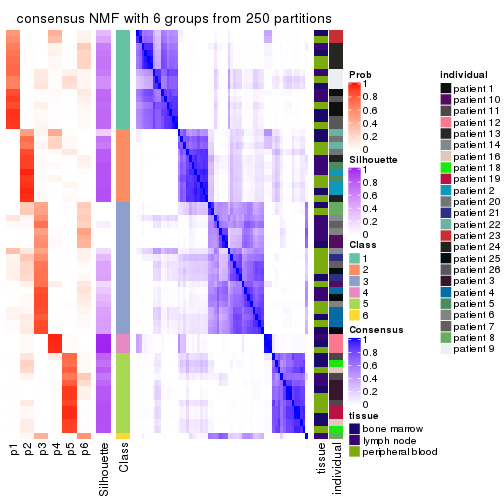 consensus NMF with 6 groups from 250 partitions
p1
p2
p3
p4
p5
p6
Silhouette
Class
tissue
individual
Prob
1
0.8
0.6
0.4
0.2
0
Silhouette
1
0.8
0.6
0.4
0.2
0
Class
1
2
3
4
5
6
Consensus
1
0.8
0.6
0.4
0.2
0
tissue
bone marrow
lymph node
peripheral blood
individual
patient 1
patient 10
patient 11
patient 12
patient 13
patient 14
patient 16
patient 18
patient 19
patient 2
patient 20
patient 21
patient 22
patient 23
patient 24
patient 25
patient 26
patient 3
patient 4
patient 5
patient 6
patient 7
patient 8
patient 9